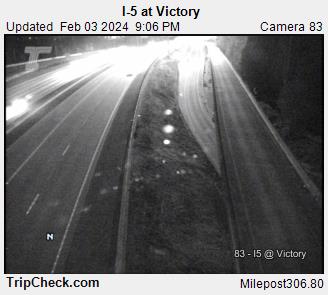 I-5 at Victory
Updated Feb 03 2024 9:06 PM Camera 83
T
N
83 - I5 @ Victory
TripCheck.com Milepost306.80